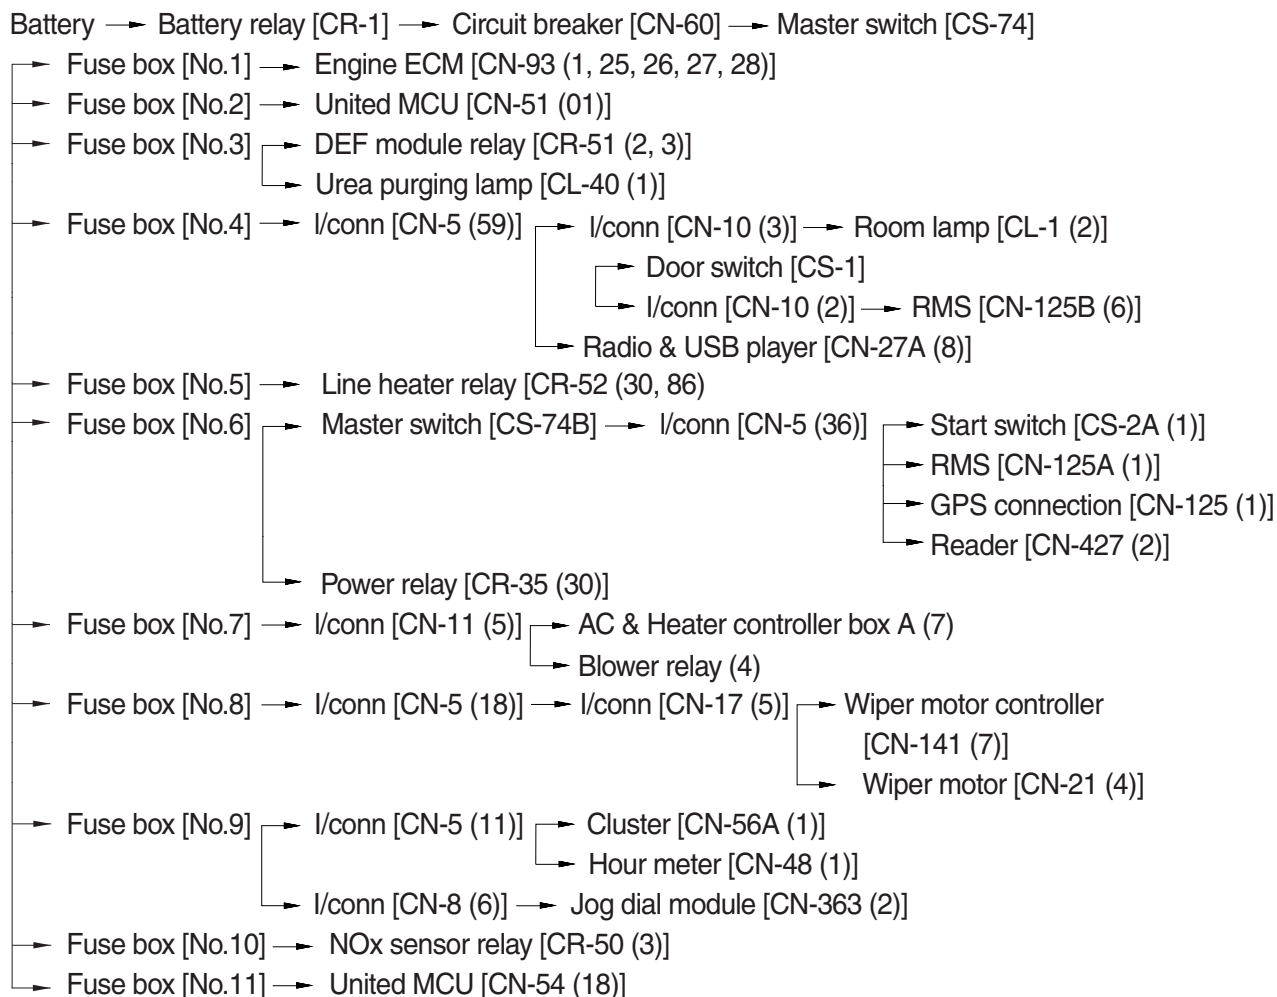 Battery → Battery relay [CR-1] → Circuit breaker [CN-60] → Master switch [CS-74]
Fuse box [No.1] → Engine ECM [CN-93 (1, 25, 26, 27, 28)]
Fuse box [No.2] → United MCU [CN-51 (01)]
Fuse box [No.3] → DEF module relay [CR-51 (2, 3)]
→ Urea purging lamp [CL-40 (1)]
Fuse box [No.4] → I/conn [CN-5 (59)] → I/conn [CN-10 (3)] → Room lamp [CL-1 (2)]
→ Door switch [CS-1]
→ I/conn [CN-10 (2)] → RMS [CN-125B (6)]
→ Radio & USB player [CN-27A (8)]
Fuse box [No.5] → Line heater relay [CR-52 (30, 86)
Fuse box [No.6] → Master switch [CS-74B] → I/conn [CN-5 (36)] → Start switch [CS-2A (1)]
→ RMS [CN-125A (1)]
→ GPS connection [CN-125 (1)]
→ Reader [CN-427 (2)]
→ Power relay [CR-35 (30)]
Fuse box [No.7] → I/conn [CN-11 (5)] → AC & Heater controller box A (7)
→ Blower relay (4)
Fuse box [No.8] → I/conn [CN-5 (18)] → I/conn [CN-17 (5)] → Wiper motor controller
[CN-141 (7)]
→ Wiper motor [CN-21 (4)]
Fuse box [No.9] → I/conn [CN-5 (11)] → Cluster [CN-56A (1)]
→ Hour meter [CN-48 (1)]
→ I/conn [CN-8 (6)] → Jog dial module [CN-363 (2)]
Fuse box [No.10] → NOx sensor relay [CR-50 (3)]
Fuse box [No.11] → United MCU [CN-54 (18)]